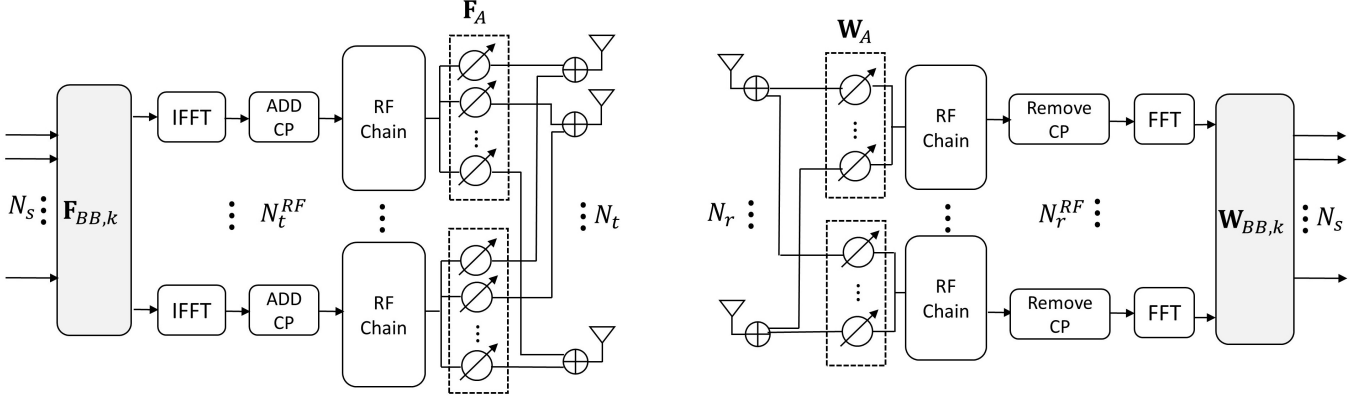 𝐅_A
IFFT
ADD
CP
RF
Chain
N_s
𝐅_{BB,k}
N_t^{RF}
N_t
IFFT
ADD
CP
RF
Chain
𝐖_A
RF
Chain
Remove
CP
FFT
N_r
N_r^{RF}
𝐖_{BB,k}
N_s
RF
Chain
Remove
CP
FFT